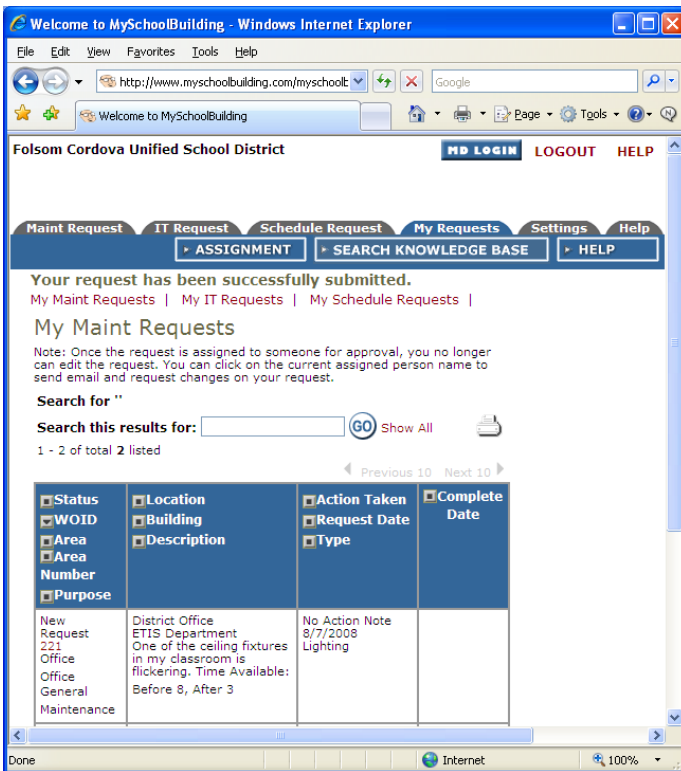 Welcome to MySchoolBuilding - Windows Internet Explorer
File Edit View Favorites Tools Help
http://www.myschoolbuilding.com/myschoolb
Google
Welcome to MySchoolBuilding
Page Tools
Folsom Cordova Unified School District MD LOGIN LOGOUT HELP
Maint Request IT Request Schedule Request My Requests Settings Help
ASSIGNMENT SEARCH KNOWLEDGE BASE HELP
Your request has been successfully submitted.
My Maint Requests | My IT Requests | My Schedule Requests |
My Maint Requests
Note: Once the request is assigned to someone for approval, you no longer
can edit the request. You can click on the current assigned person name to
send email and request changes on your request.
Search for ''
Search this results for: GO Show All
1 - 2 of total 2 listed
Previous 10 Next 10
Status
WOID
Area
Area
Number
Purpose
Location
Building
Description
Action Taken
Request Date
Type
Complete
Date
New
Request
221
Office
Office
General
Maintenance
District Office
ETIS Department
One of the ceiling fixtures
in my classroom is
flickering. Time Available:
Before 8, After 3
No Action Note
8/7/2008
Lighting
Done Internet 100%